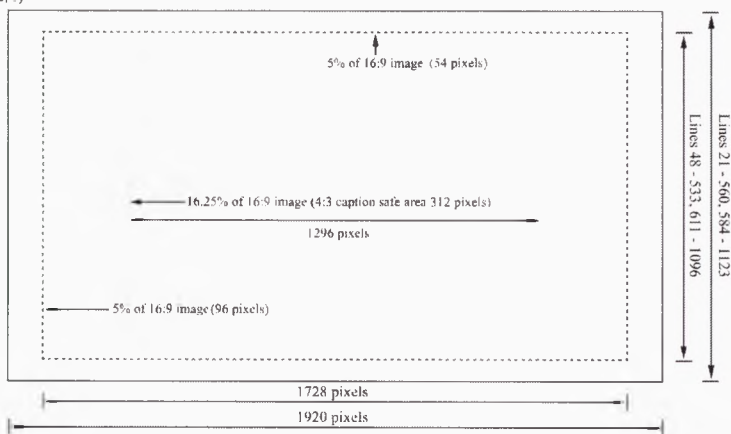 5% of 16:9 image (54 pixels)
16.25% of 16:9 image (4:3 caption safe area 312 pixels)
1296 pixels
5% of 16:9 image (96 pixels)
1728 pixels
1920 pixels
Lines 48 - 533, 611 - 1096
Lines 21 - 560, 584 - 1123